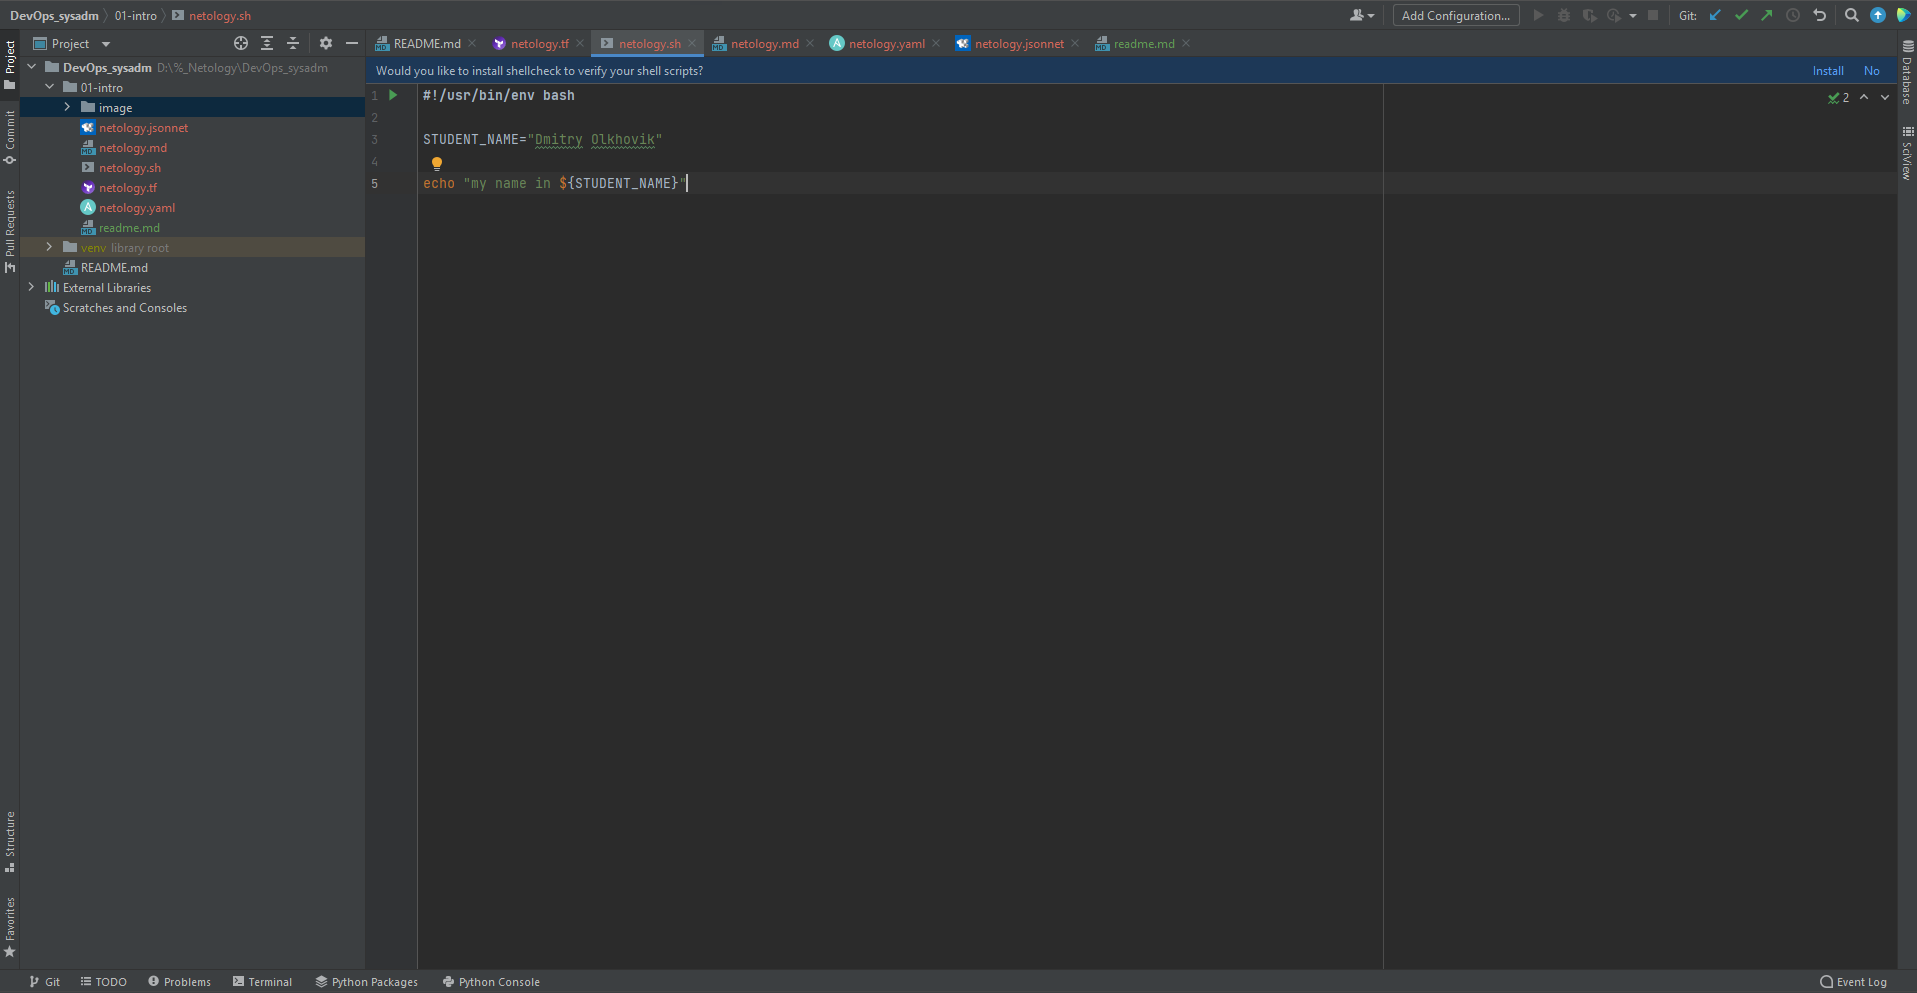 DevOps_sysadm 01-intro netology.sh
Add Configuration...
Git:
Project
README.md netology.tf netology.sh netology.md netology.yaml netology.jsonnet readme.md
Would you like to install shellcheck to verify your shell scripts?
Install No
Project
Commit
Pull Requests
Structure
Favorites
DevOps_sysadm D:\%_Netology\DevOps_sysadm
01-intro
image
netology.jsonnet
netology.md
netology.sh
netology.tf
netology.yaml
readme.md
venv library root
README.md
External Libraries
Scratches and Consoles
1 #!/usr/bin/env bash
2
3 STUDENT_NAME="Dmitry Olkhovik"
4
5 echo "my name in ${STUDENT_NAME}"
2
Database
SciView
Git TODO Problems Terminal Python Packages Python Console
Event Log